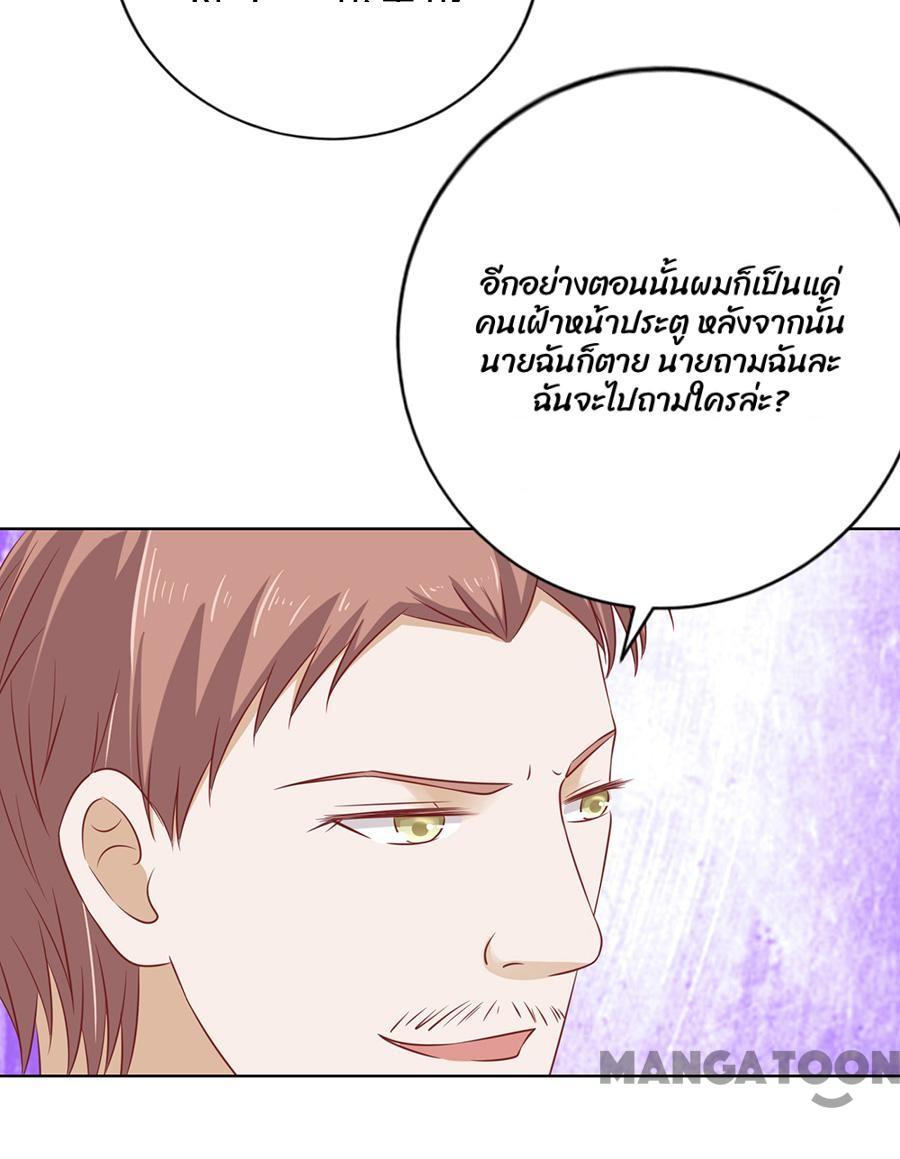 อีกอย่างตอนนั้นผมก็เป็นแค่
คนเฝ้าหน้าประตู หลังจากนั้น
นายฉันก็ตาย นายถามฉันละ
ฉันจะไปถามใครล่ะ?
MANGATOON